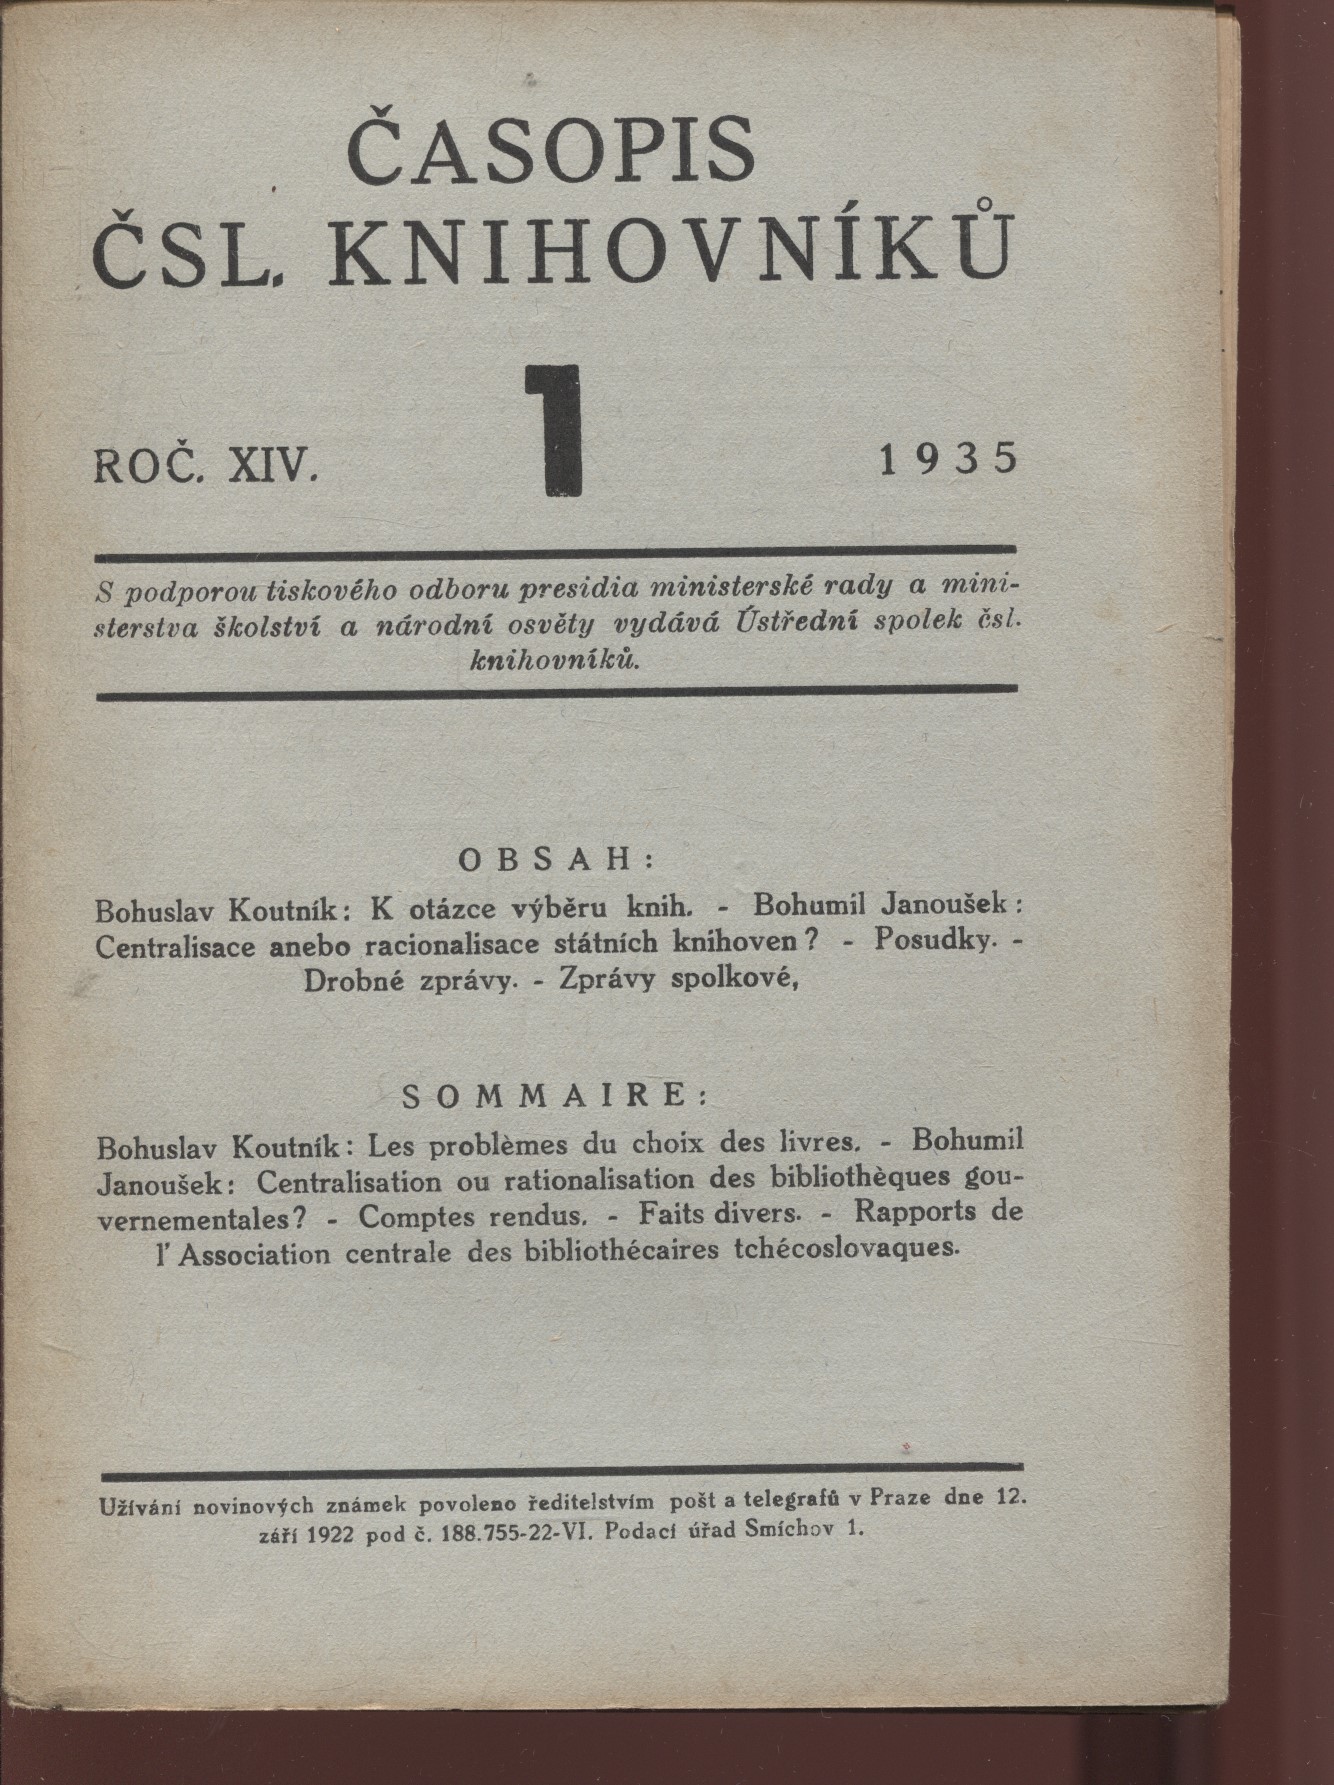 ČASOPIS
ČSL. KNIHOVNÍKŮ
1
ROČ. XIV. 1935
S podporou tiskového odboru presidia ministerské rady a mini-
sterstva školství a národní osvěty vydává Ústřední spolek čsl.
knihovníků.
OBSAH:
Bohuslav Koutník: K otázce výběru knih. - Bohumil Janoušek:
Centralisace anebo racionalisace státních knihoven? - Posudky. -
Drobné zprávy. - Zprávy spolkové,
SOMMAIRE:
Bohuslav Koutník: Les problèmes du choix des livres. - Bohumil
Janoušek: Centralisation ou rationalisation des bibliothèques gou-
vernementales? - Comptes rendus. - Faits divers. - Rapports de
l'Association centrale des bibliothécaires tchécoslovaques.
Užívání novinových známek povoleno ředitelstvím pošt a telegrafů v Praze dne 12.
září 1922 pod č. 188.755-22-VI. Podací úřad Smíchov 1.